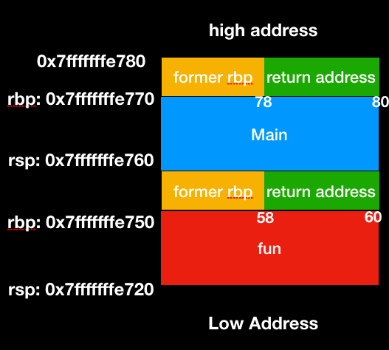 high address
0x7fffffffe780
former rbp return address
rbp: 0x7fffffffe770
78 80
Main
rsp: 0x7fffffffe760
former rbp return address
rbp: 0x7fffffffe750
58 60
fun
rsp: 0x7fffffffe720
Low Address